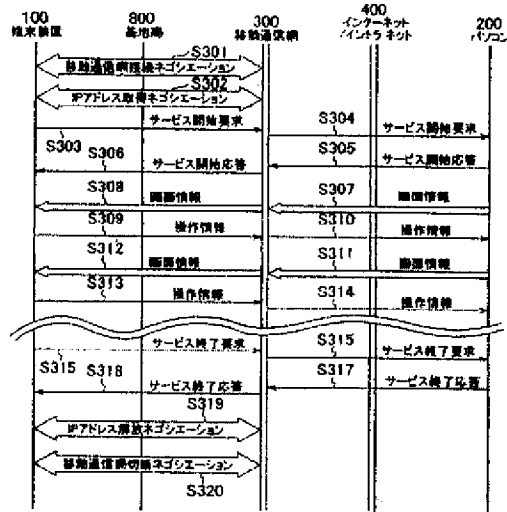 100 800 300 400 200
端末装置 基地局 移動通信網 インターネット/イントラネット パソコン
S301
移動通信網接続ネゴシエーション
S302
IPアドレス取得ネゴシエーション
サービス開始要求
S303
S304
サービス開始要求
S305
サービス開始応答
S306
サービス開始応答
S307
画面情報
S308
画面情報
S309
操作情報
S310
操作情報
S311
画面情報
S312
画面情報
S313
操作情報
S314
操作情報
サービス終了要求
S315
S315
サービス終了要求
S317
サービス終了応答
S318
サービス終了応答
S319
IPアドレス解放ネゴシエーション
移動通信網切断ネゴシエーション
S320